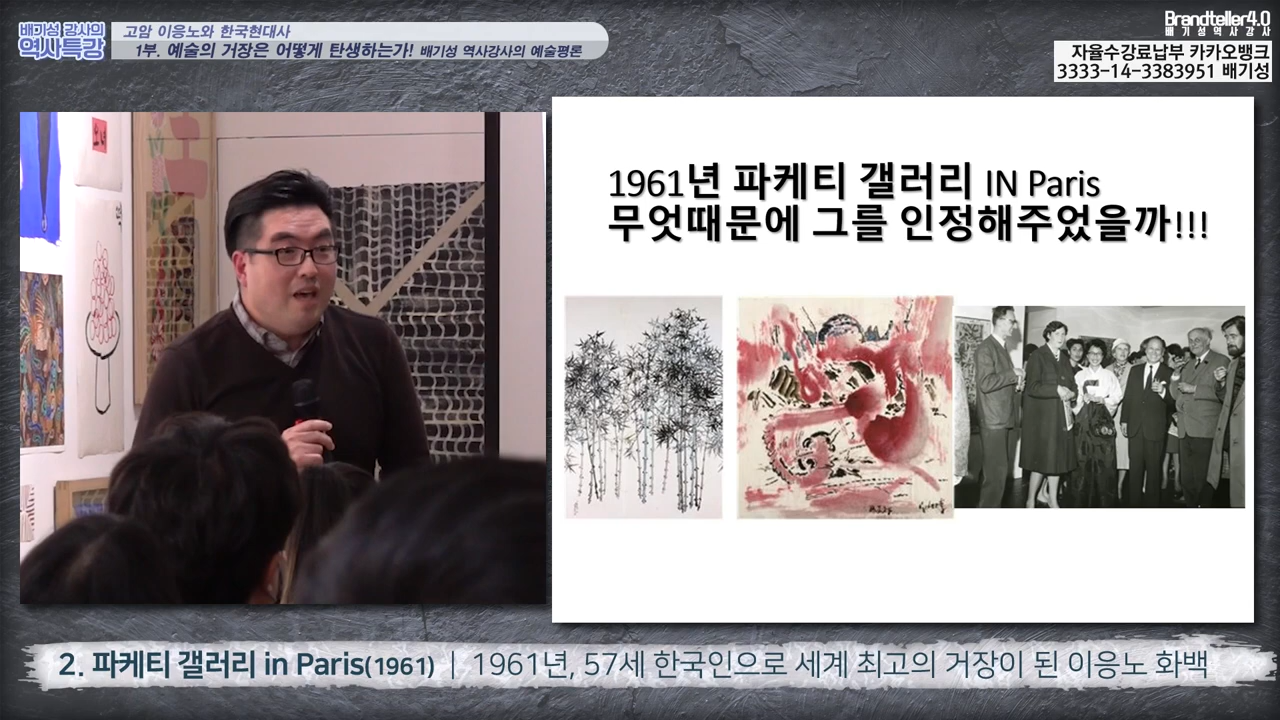 배기성 강사의
역사특강
고암 이응노와 한국현대사
1부. 예술의 거장은 어떻게 탄생하는가! 배기성 역사강사의 예술평론
Brandteller4.0
배기성역사강사
자율수강료납부 카카오뱅크
3333-14-3383951 배기성
1961년 파케티 갤러리 IN Paris
무엇때문에 그를 인정해주었을까!!!
2. 파케티 갤러리 in Paris(1961) | 1961년, 57세 한국인으로 세계 최고의 거장이 된 이응노 화백